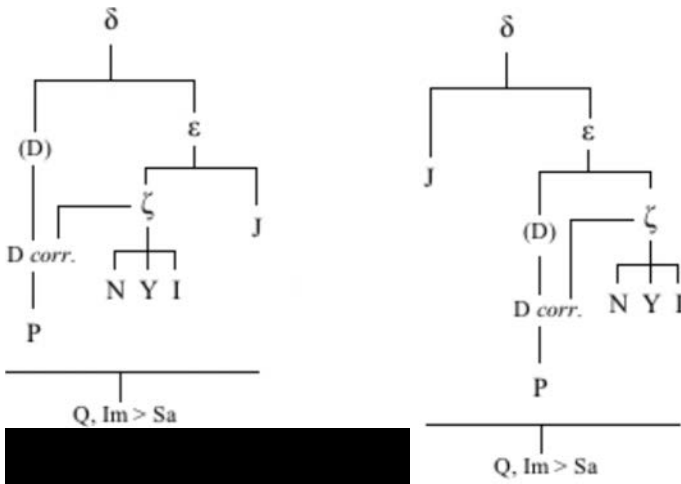 δ
ε
(D)
ζ
J
D corr.
N Y I
P
Q, Im > Sa
δ
ε
J
ζ
(D)
D corr.
N Y I
P
Q, Im > Sa